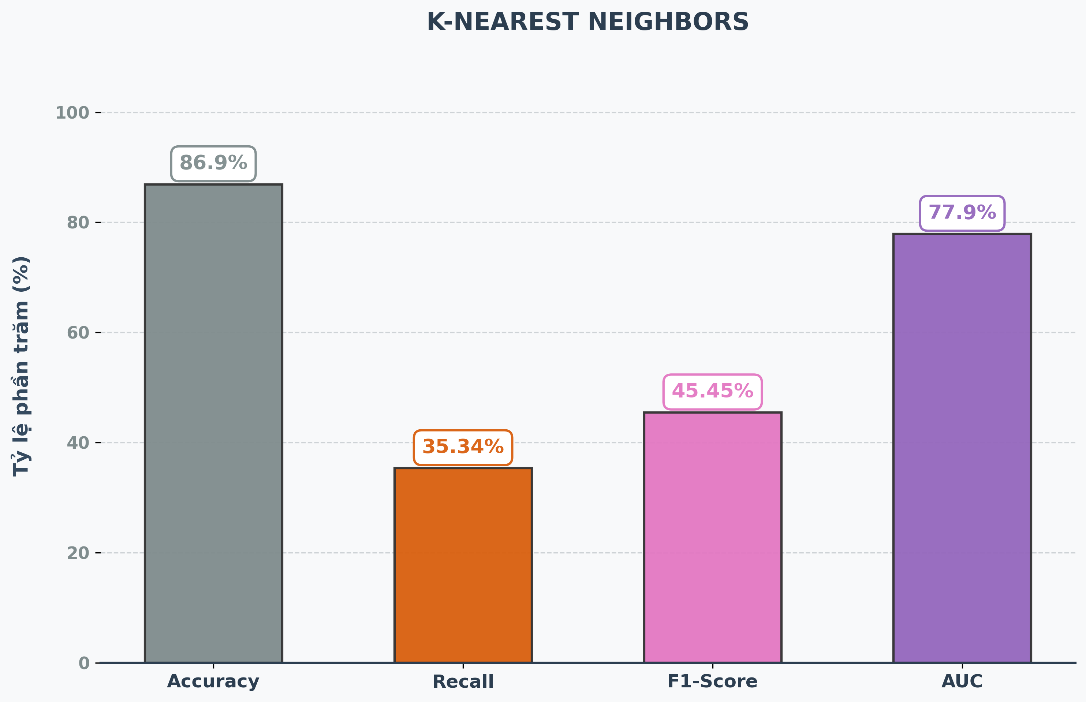 K-NEAREST NEIGHBORS
Tỷ lệ phần trăm (%)
100
80
60
40
20
0
86.9%
35.34%
45.45%
77.9%
Accuracy
Recall
F1-Score
AUC